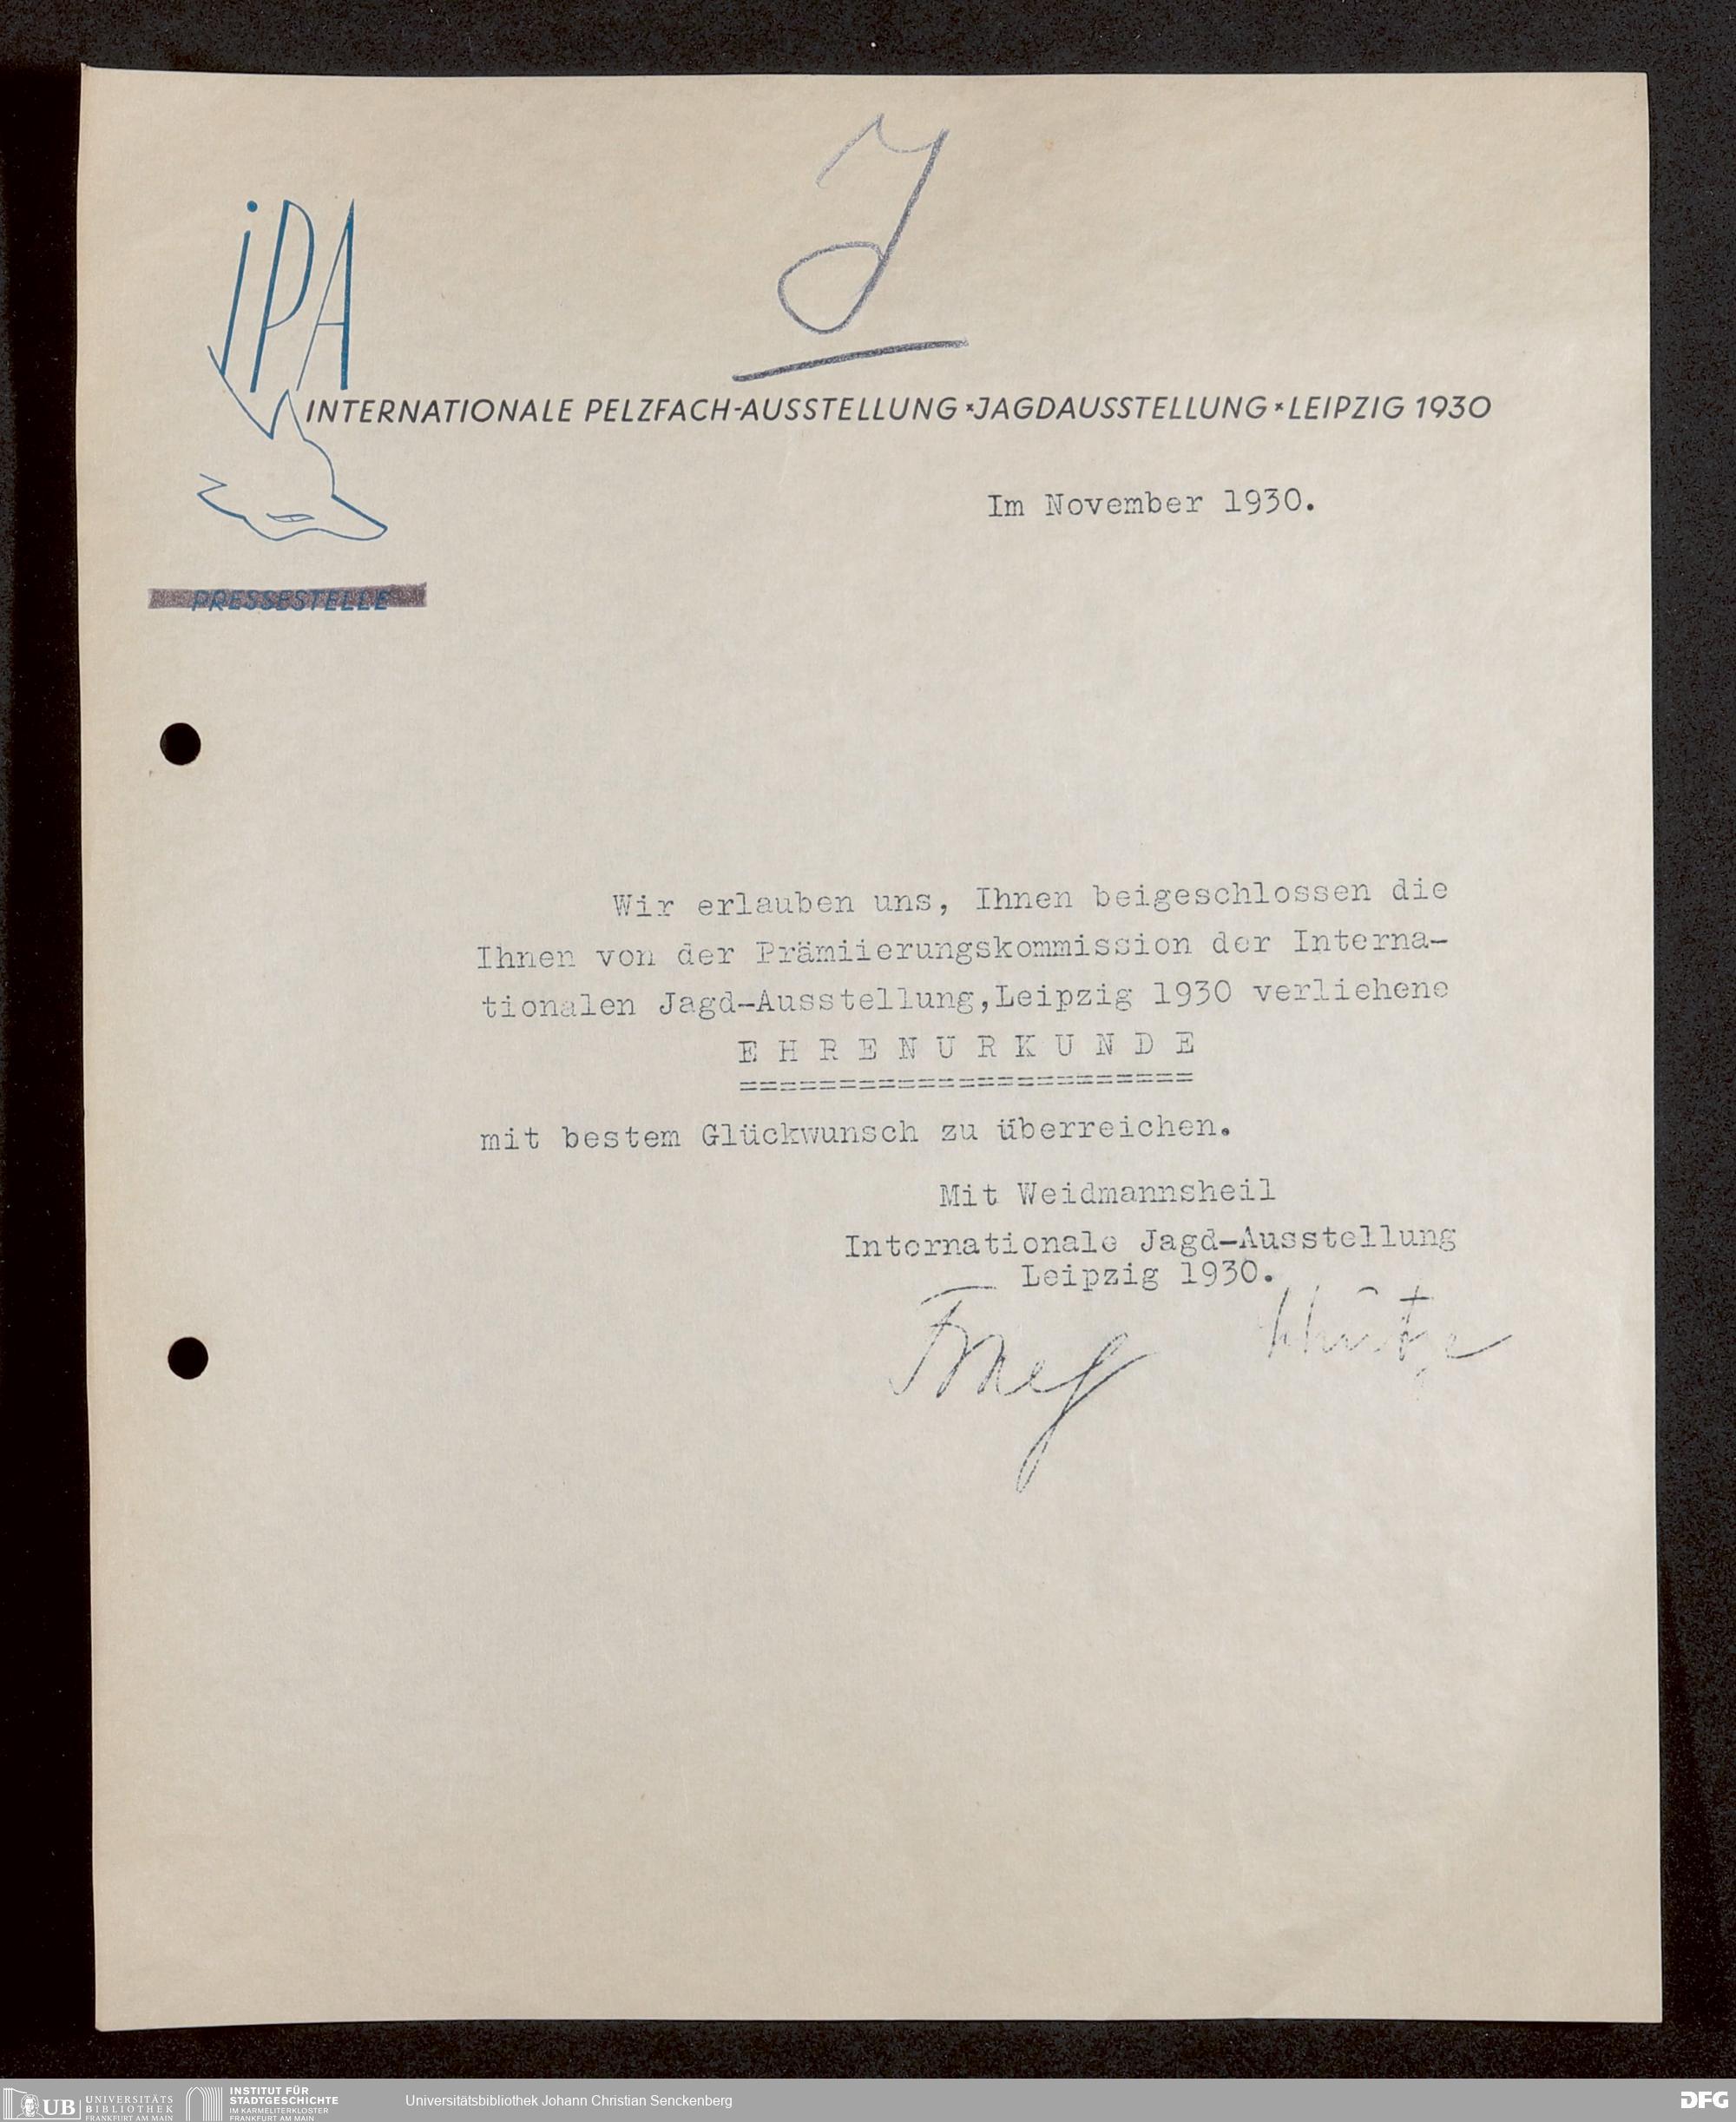 J
iPA
INTERNATIONALE PELZFACH-AUSSTELLUNG * JAGDAUSSTELLUNG * LEIPZIG 1930
Im November 1930.
PRESSESTELLE
Wir erlauben uns, Ihnen beigeschlossen die
Ihnen von der Prämiierungskommission der Interna-
tionalen Jagd-Ausstellung,Leipzig 1930 verliehene
E H R E N U R K U N D E
=======================
mit bestem Glückwunsch zu überreichen.
Mit Weidmannsheil
Internationale Jagd-Ausstellung
Leipzig 1930.
UB UNIVERSITÄTS
BIBLIOTHEK
FRANKFURT AM MAIN
INSTITUT FÜR
STADTGESCHICHTE
IM KARMELITERKLOSTER
FRANKFURT AM MAIN
Universitätsbibliothek Johann Christian Senckenberg
DFG